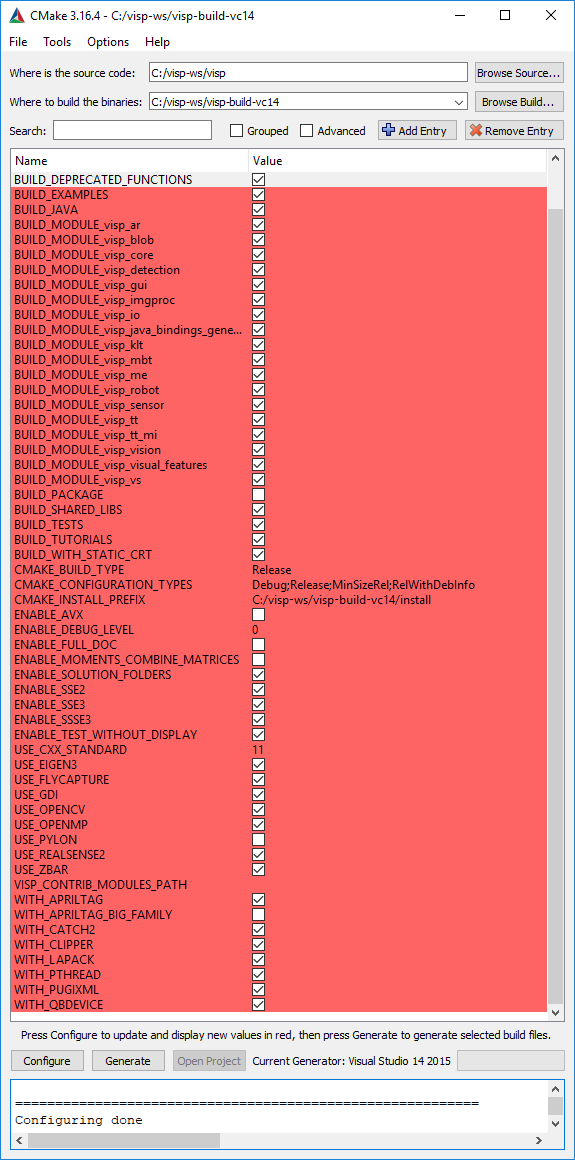 CMake 3.16.4 - C:/visp-ws/visp-build-vc14
File Tools Options Help
Where is the source code: C:/visp-ws/visp Browse Source...
Where to build the binaries: C:/visp-ws/visp-build-vc14 Browse Build...
Search: Grouped Advanced Add Entry Remove Entry
Name Value
BUILD_DEPRECATED_FUNCTIONS
BUILD_EXAMPLES
BUILD_JAVA
BUILD_MODULE_visp_ar
BUILD_MODULE_visp_blob
BUILD_MODULE_visp_core
BUILD_MODULE_visp_detection
BUILD_MODULE_visp_gui
BUILD_MODULE_visp_imgproc
BUILD_MODULE_visp_io
BUILD_MODULE_visp_java_bindings_gene...
BUILD_MODULE_visp_klt
BUILD_MODULE_visp_mbt
BUILD_MODULE_visp_me
BUILD_MODULE_visp_robot
BUILD_MODULE_visp_sensor
BUILD_MODULE_visp_tt
BUILD_MODULE_visp_tt_mi
BUILD_MODULE_visp_vision
BUILD_MODULE_visp_visual_features
BUILD_MODULE_visp_vs
BUILD_PACKAGE
BUILD_SHARED_LIBS
BUILD_TESTS
BUILD_TUTORIALS
BUILD_WITH_STATIC_CRT
CMAKE_BUILD_TYPE Release
CMAKE_CONFIGURATION_TYPES Debug;Release;MinSizeRel;RelWithDebInfo
CMAKE_INSTALL_PREFIX C:/visp-ws/visp-build-vc14/install
ENABLE_AVX
ENABLE_DEBUG_LEVEL 0
ENABLE_FULL_DOC
ENABLE_MOMENTS_COMBINE_MATRICES
ENABLE_SOLUTION_FOLDERS
ENABLE_SSE2
ENABLE_SSE3
ENABLE_SSSE3
ENABLE_TEST_WITHOUT_DISPLAY
USE_CXX_STANDARD 11
USE_EIGEN3
USE_FLYCAPTURE
USE_GDI
USE_OPENCV
USE_OPENMP
USE_PYLON
USE_REALSENSE2
USE_ZBAR
VISP_CONTRIB_MODULES_PATH
WITH_APRILTAG
WITH_APRILTAG_BIG_FAMILY
WITH_CATCH2
WITH_CLIPPER
WITH_LAPACK
WITH_PTHREAD
WITH_PUGIXML
WITH_QBDEVICE
Press Configure to update and display new values in red, then press Generate to generate selected build files.
Configure Generate Open Project Current Generator: Visual Studio 14 2015
==========================================================
Configuring done